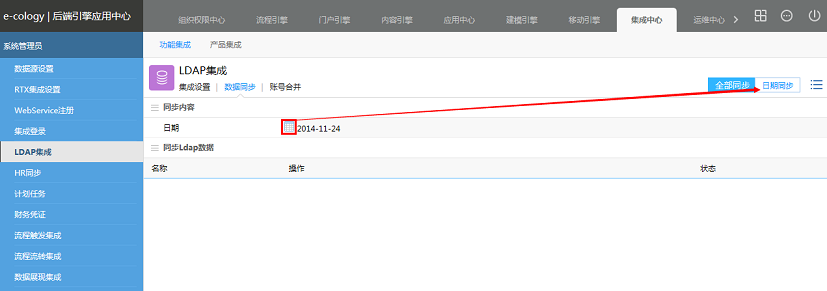 e-cology | 后端引擎应用中心
组织权限中心 流程引擎 门户引擎 内容引擎 应用中心 建模引擎 移动引擎 集成中心 运维中心
系统管理员
功能集成 产品集成
数据源设置
RTX集成设置
WebService注册
集成登录
LDAP集成
HR同步
计划任务
财务凭证
流程触发集成
流程流转集成
数据展现集成
LDAP集成
集成设置 | 数据同步 | 账号合并
全部同步 日期同步
同步内容
日期 2014-11-24
同步Ldap数据
名称 操作 状态